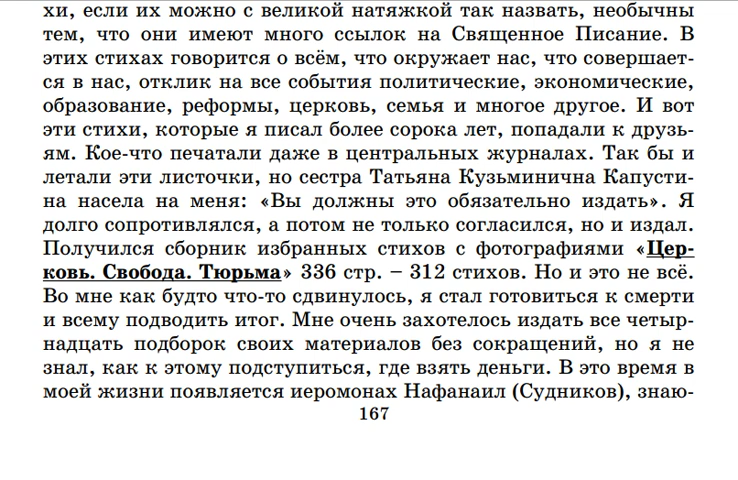 хи, если их можно с великой натяжкой так назвать, необычны
тем, что они имеют много ссылок на Священное Писание. В
этих стихах говорится о всём, что окружает нас, что совершает-
ся в нас, отклик на все события политические, экономические,
образование, реформы, церковь, семья и многое другое. И вот
эти стихи, которые я писал более сорока лет, попадали к друзь-
ям. Кое-что печатали даже в центральных журналах. Так бы и
летали эти листочки, но сестра Татьяна Кузьминична Капусти-
на насела на меня: «Вы должны это обязательно издать». Я
долго сопротивлялся, а потом не только согласился, но и издал.
Получился сборник избранных стихов с фотографиями «Цер-
ковь. Свобода. Тюрьма» 336 стр. – 312 стихов. Но и это не всё.
Во мне как будто что-то сдвинулось, я стал готовиться к смерти
и всему подводить итог. Мне очень захотелось издать все четыр-
надцать подборок своих материалов без сокращений, но я не
знал, как к этому подступиться, где взять деньги. В это время в
моей жизни появляется иеромонах Нафанаил (Судников), знаю-
167